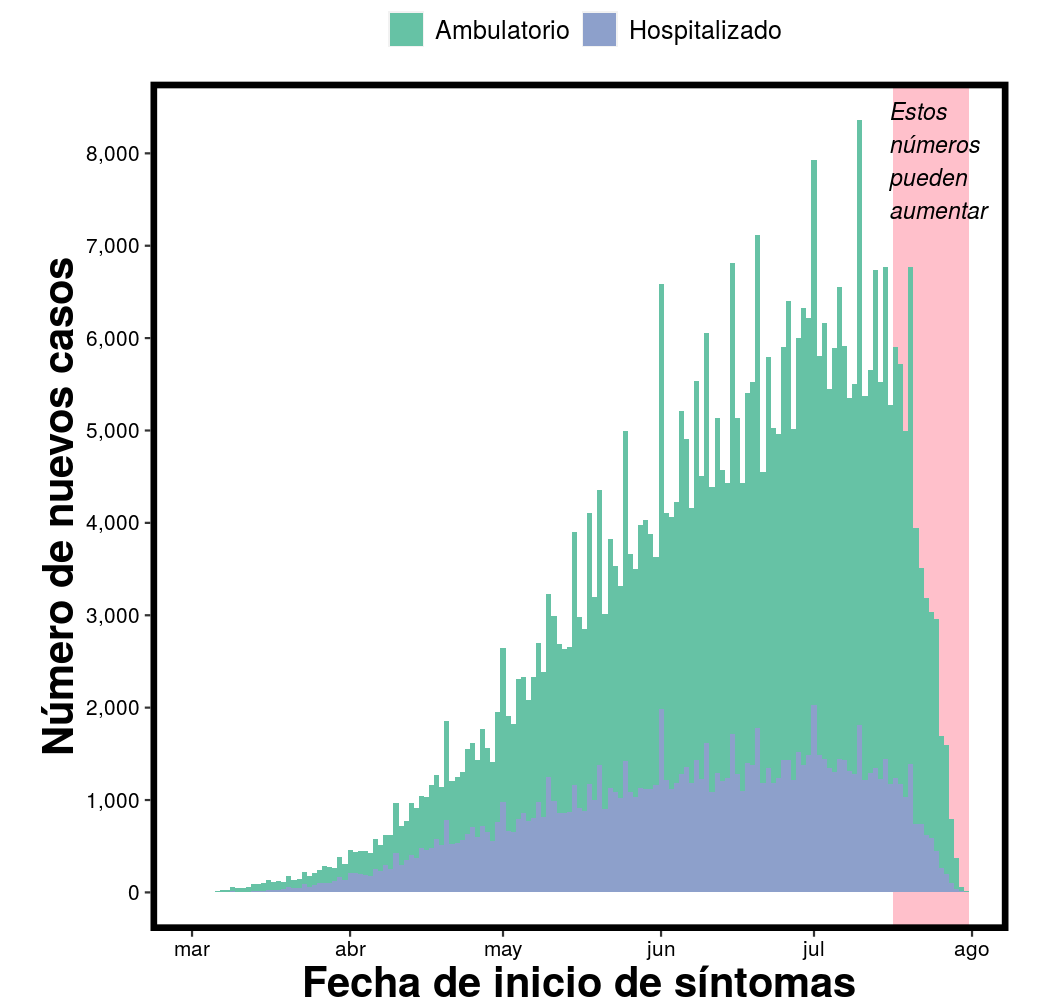 Ambulatorio Hospitalizado
Estos
números
pueden
aumentar
8,000
7,000
6,000
5,000
4,000
3,000
2,000
1,000
0
Número de nuevos casos
mar abr may jun jul ago
Fecha de inicio de síntomas